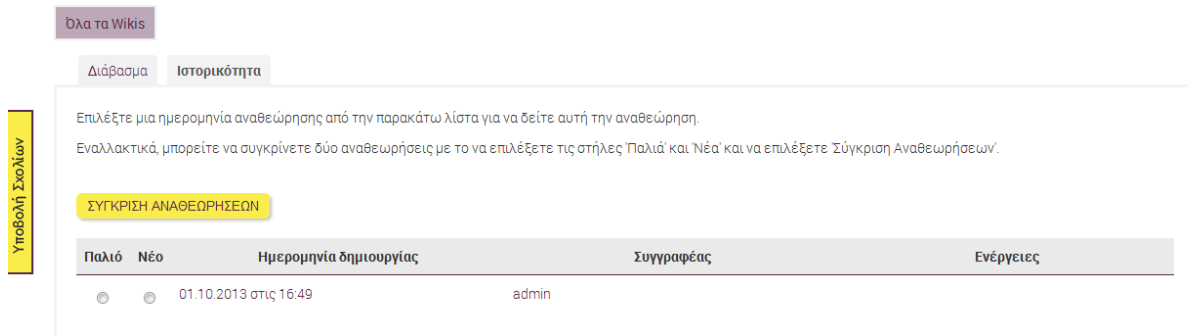 Όλα τα Wikis
Διάβασμα Ιστορικότητα
Επιλέξτε μια ημερομηνία αναθεώρησης από την παρακάτω λίστα για να δείτε αυτή την αναθεώρηση.
Εναλλακτικά, μπορείτε να συγκρίνετε δύο αναθεωρήσεις με το να επιλέξετε τις στήλες 'Παλιά' και 'Νέα' και να επιλέξετε 'Σύγκριση Αναθεωρήσεων'.
Υποβολή Σχολίων
ΣΥΓΚΡΙΣΗ ΑΝΑΘΕΩΡΗΣΕΩΝ
Παλιό Νέο Ημερομηνία δημιουργίας Συγγραφέας Ενέργειες
01.10.2013 στις 16:49 admin